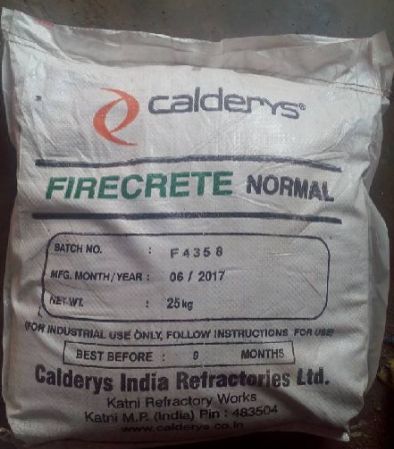 calderys®
FIRECRETE NORMAL
BATCH NO. : F4358
MFG. MONTH/YEAR : 06 / 2017
NET WT. : 25kg
(FOR INDUSTRIAL USE ONLY, FOLLOW INSTRUCTIONS FOR USE)
BEST BEFORE : 9 MONTHS
Calderys India Refractories Ltd.
Katni Refractory Works
Katni M.P. (India) Pin : 483504
www.calderys.co.in